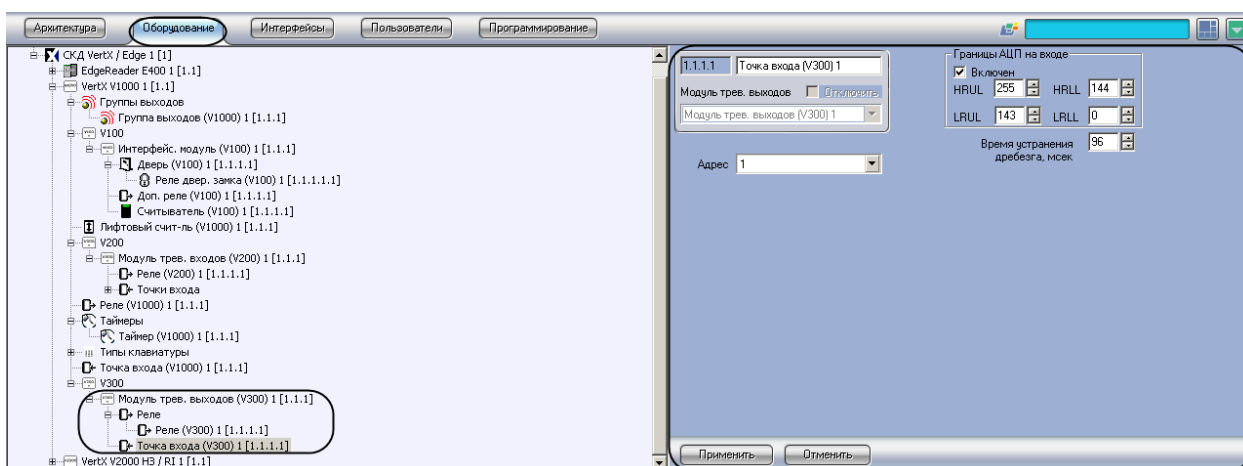 Архитектура Оборудование Интерфейсы Пользователи Программирование
СКД VertX / Edge 1 [1]
EdgeReader E400 1 [1.1]
VertX V1000 1 [1.1]
Группы выходов
Группа выходов (V1000) 1 [1.1.1]
V100
Интерфейс. модуль (V100) 1 [1.1.1]
Дверь (V100) 1 [1.1.1.1]
Реле двер. замка (V100) 1 [1.1.1.1.1]
Доп. реле (V100) 1 [1.1.1.1]
Считыватель (V100) 1 [1.1.1.1]
Лифтовый счит-ль (V1000) 1 [1.1.1]
V200
Модуль трев. входов (V200) 1 [1.1.1]
Реле (V200) 1 [1.1.1.1]
Точки входа
Реле (V1000) 1 [1.1.1]
Таймеры
Таймер (V1000) 1 [1.1.1]
Типы клавиатуры
Точка входа (V1000) 1 [1.1.1]
V300
Модуль трев. выходов (V300) 1 [1.1.1]
Реле
Реле (V300) 1 [1.1.1.1]
Точка входа (V300) 1 [1.1.1.1]
VertX V2000 H3 / RI 1 [1.1]
1.1.1.1 Точка входа (V300) 1
Модуль трев. выходов Отключить
Модуль трев. выходов (V300) 1
Адрес 1
Границы АЦП на входе
Включен
HRUL 255 HRLL 144
LRUL 143 LRLL 0
Время устранения 96
дребезга, мсек
Применить Отменить